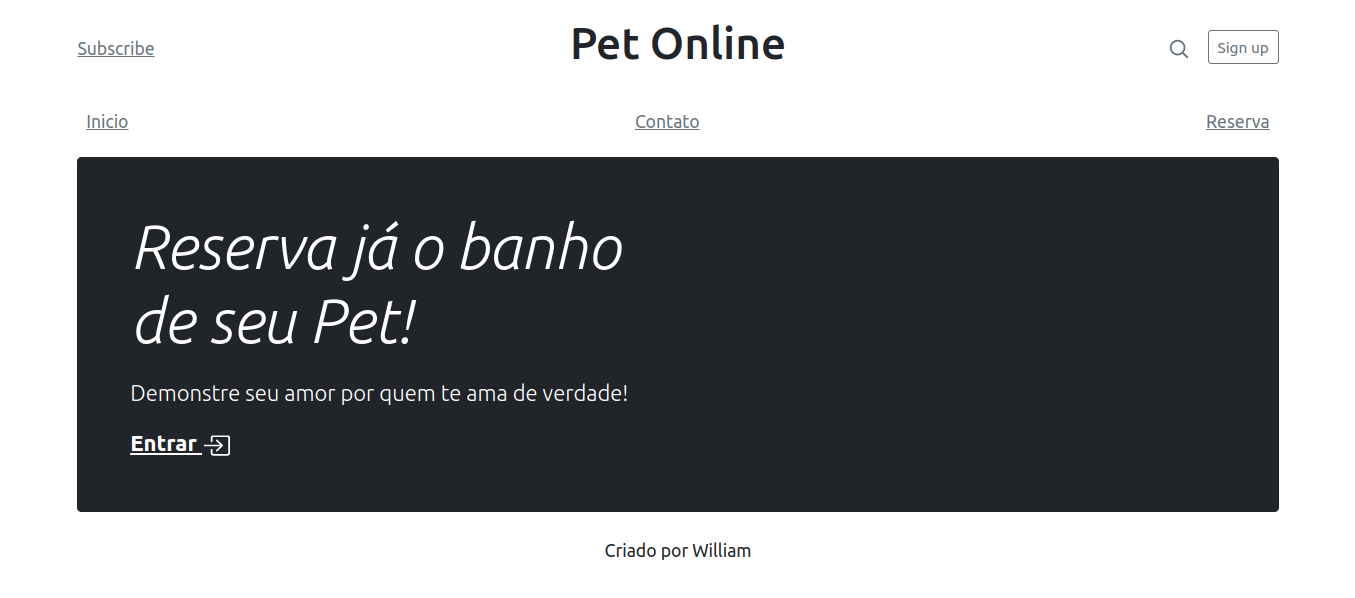 Subscribe
Pet Online
Sign up
Inicio
Contato
Reserva
Reserva já o banho
de seu Pet!
Demonstre seu amor por quem te ama de verdade!
Entrar
Criado por William